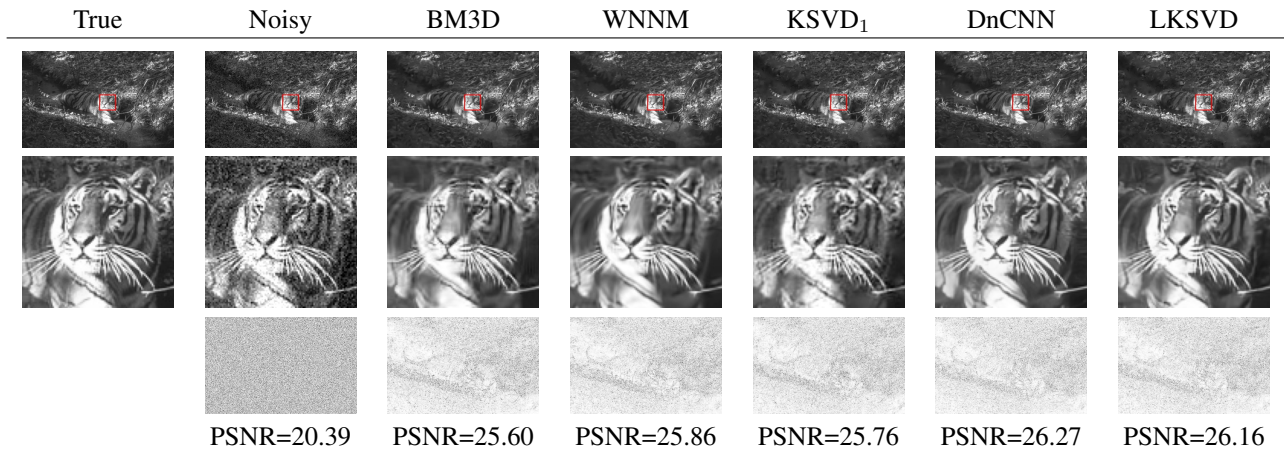 True Noisy BM3D WNNM KSVD₁ DnCNN LKSVD
PSNR=20.39 PSNR=25.60 PSNR=25.86 PSNR=25.76 PSNR=26.27 PSNR=26.16